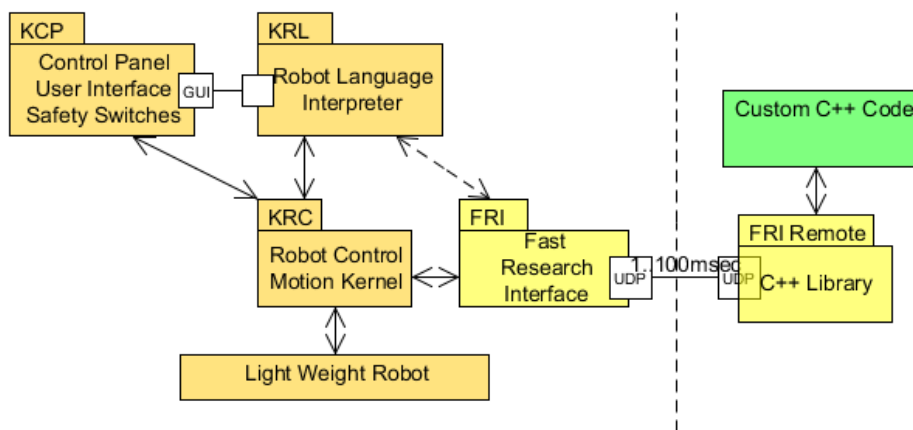 KCP
Control Panel
User Interface
Safety Switches
GUI
KRL
Robot Language
Interpreter
Custom C++ Code
KRC
Robot Control
Motion Kernel
FRI
Fast
Research
Interface
UDP
1..100msec
UDP
FRI Remote
C++ Library
Light Weight Robot